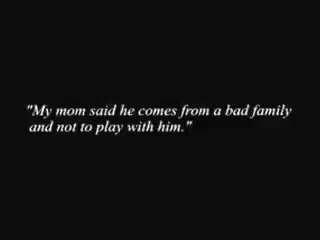 "My mom said he comes from a bad family
and not to play with him."